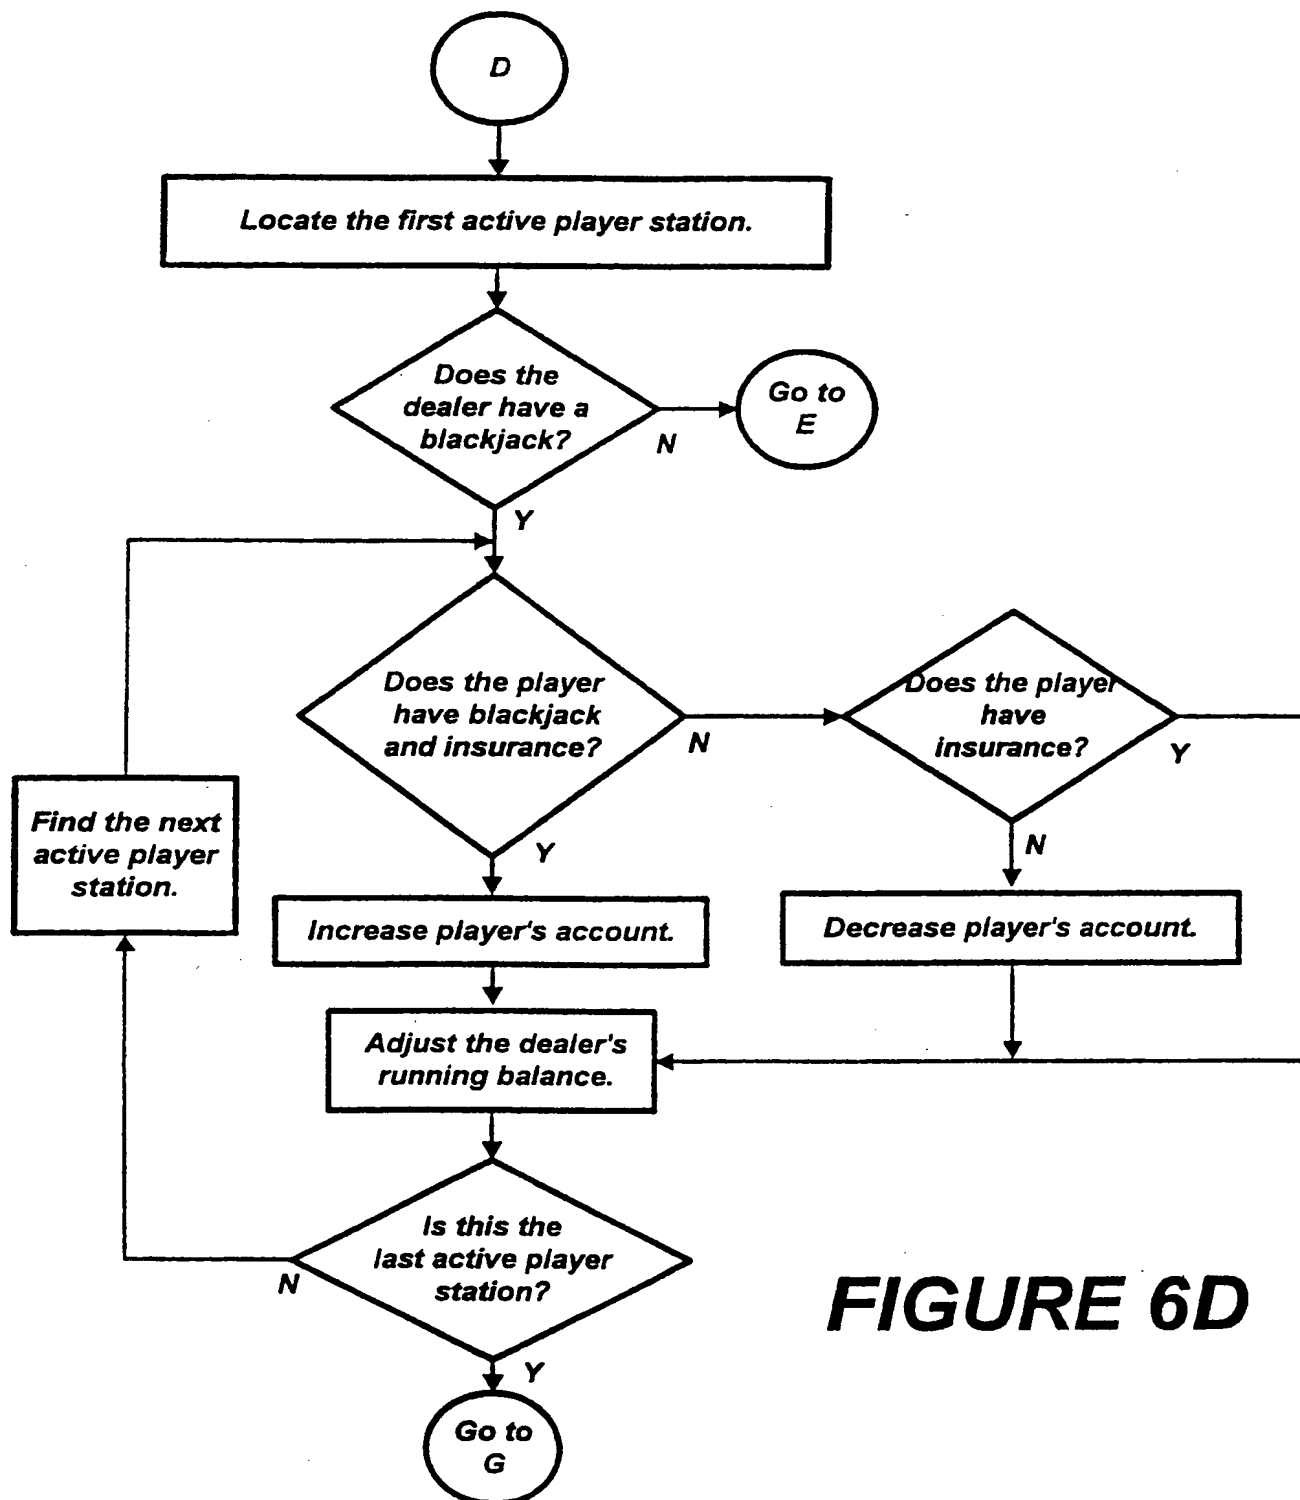 D
Locate the first active player station.
Does the
dealer have a
blackjack?
N
Go to
E
Y
Does the player
have blackjack
and insurance?
N
Does the player
have
insurance?
Y
Find the next
active player
station.
Y
N
Increase player's account.
Decrease player's account.
Adjust the dealer's
running balance.
Is this the
last active player
station?
N
Y
Go to
G
FIGURE 6D